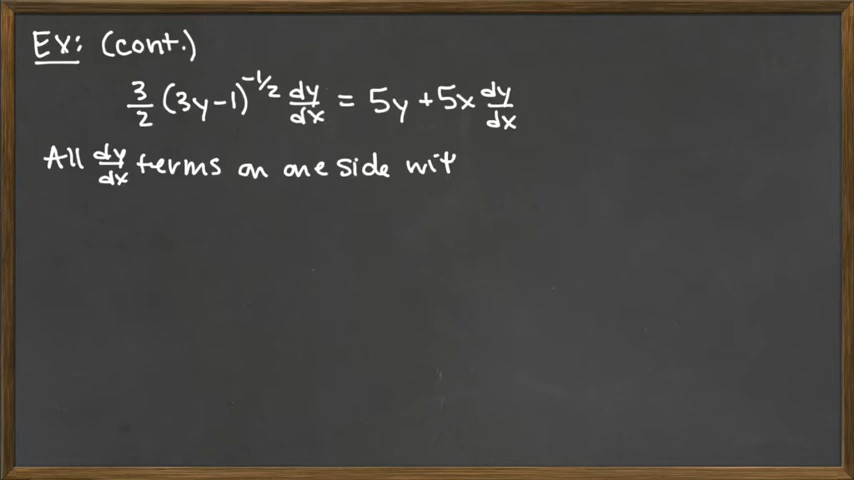 Ex: (cont.)
3/2 (3y-1)^-1/2 dy/dx = 5y + 5x dy/dx
All dy/dx terms on one side